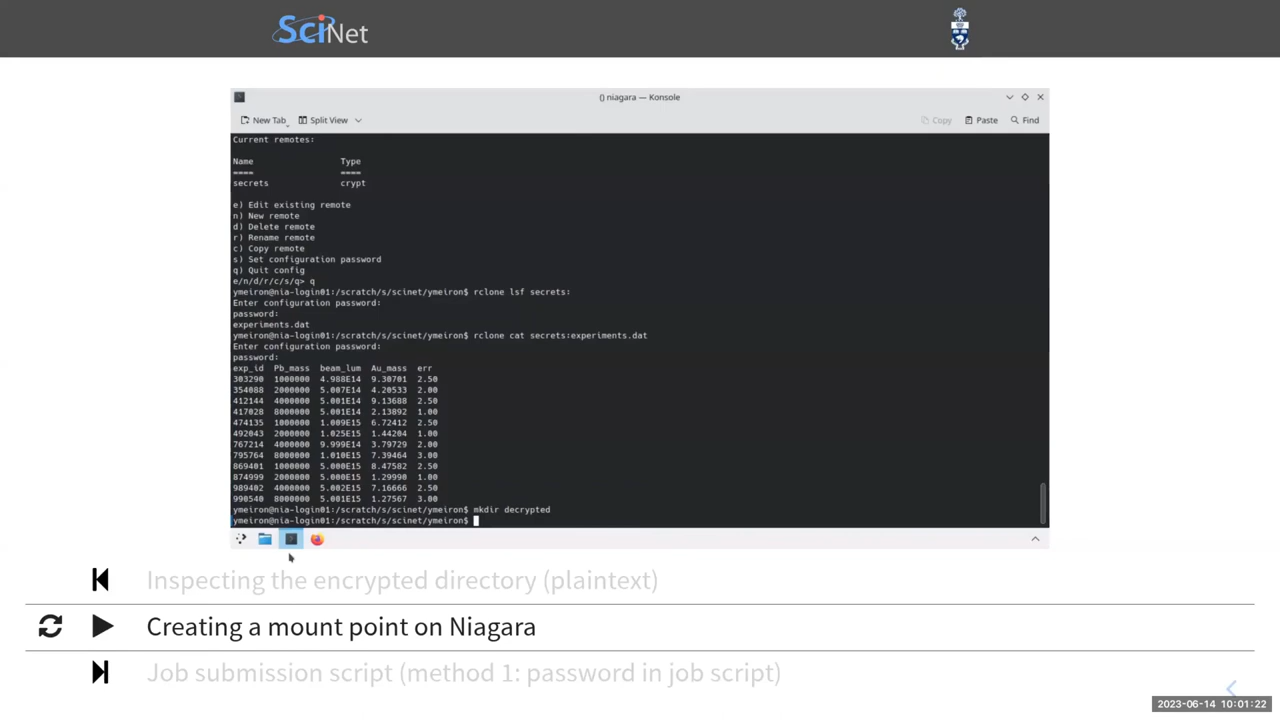 SciNet
() niagara — Konsole
New Tab Split View Copy Paste Find
Current remotes:
Name Type
==== ====
secrets crypt
e) Edit existing remote
n) New remote
d) Delete remote
r) Rename remote
c) Copy remote
s) Set configuration password
q) Quit config
e/n/d/r/c/s/q> q
ymeiron@nia-login01:/scratch/s/scinet/ymeiron$ rclone lsf secrets:
Enter configuration password:
password:
experiments.dat
ymeiron@nia-login01:/scratch/s/scinet/ymeiron$ rclone cat secrets:experiments.dat
Enter configuration password:
password:
exp_id Pb_mass beam_lum Au_mass err
303290 1000000 4.988E14 9.30701 2.50
354088 2000000 5.007E14 4.20533 2.00
412144 4000000 5.001E14 9.13688 2.50
417028 8000000 5.001E14 2.13892 1.00
474135 1000000 1.009E15 6.72412 2.50
492043 2000000 1.025E15 1.44204 1.00
767214 4000000 9.999E14 3.79729 2.00
795764 8000000 1.010E15 7.39464 3.00
869401 1000000 5.000E15 8.47582 2.50
874999 2000000 5.000E15 1.29990 1.00
989402 4000000 5.002E15 7.16666 2.50
990540 8000000 5.001E15 1.27567 3.00
ymeiron@nia-login01:/scratch/s/scinet/ymeiron$ mkdir decrypted
ymeiron@nia-login01:/scratch/s/scinet/ymeiron$
Inspecting the encrypted directory (plaintext)
Creating a mount point on Niagara
Job submission script (method 1: password in job script)
2023-06-14 10:01:22